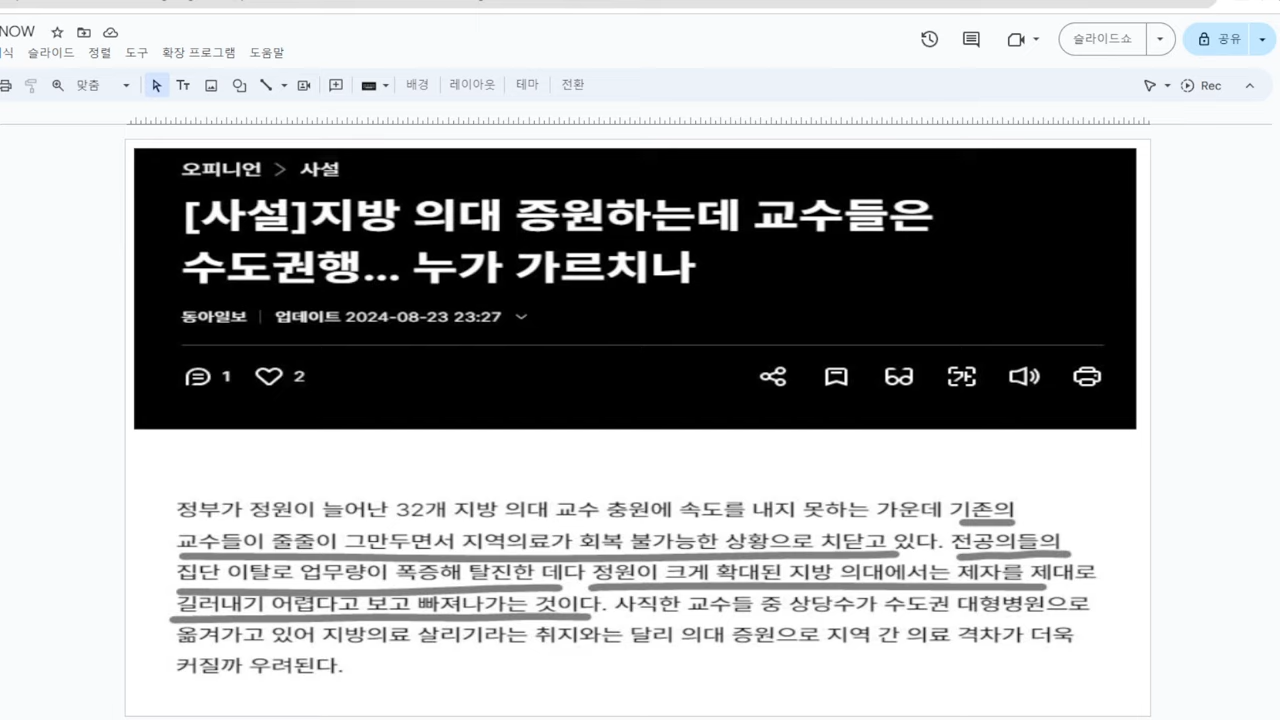 NOW
슬라이드 정렬 도구 확장 프로그램 도움말
슬라이드쇼
공유
맞춤
배경
레이아웃
테마
전환
Rec
오피니언 > 사설
[사설]지방 의대 증원하는데 교수들은
수도권행... 누가 가르치나
동아일보 | 업데이트 2024-08-23 23:27
1 2
정부가 정원이 늘어난 32개 지방 의대 교수 충원에 속도를 내지 못하는 가운데 기존의
교수들이 줄줄이 그만두면서 지역의료가 회복 불가능한 상황으로 치닫고 있다. 전공의들의
집단 이탈로 업무량이 폭증해 탈진한 데다 정원이 크게 확대된 지방 의대에서는 제자를 제대로
길러내기 어렵다고 보고 빠져나가는 것이다. 사직한 교수들 중 상당수가 수도권 대형병원으로
옮겨가고 있어 지방의료 살리기라는 취지와는 달리 의대 증원으로 지역 간 의료 격차가 더욱
커질까 우려된다.